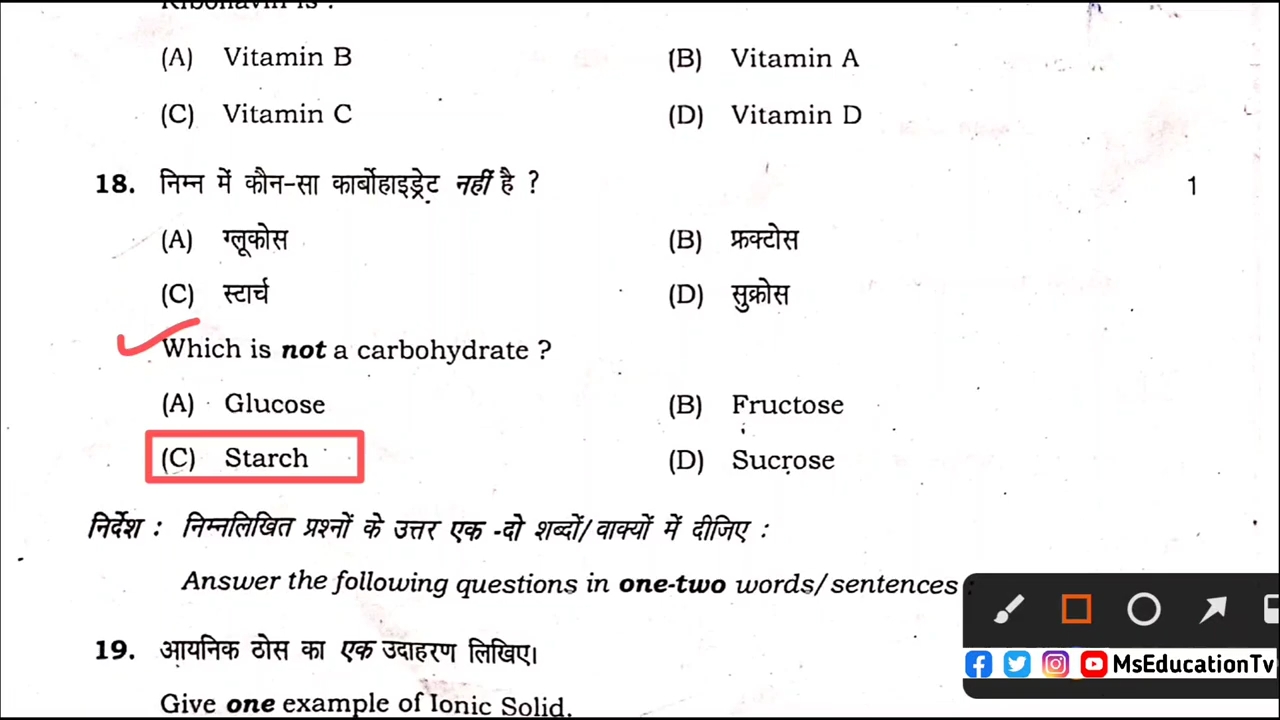 Riboflavin is ?
(A) Vitamin B (B) Vitamin A
(C) Vitamin C (D) Vitamin D
18. निम्न में कौन-सा कार्बोहाइड्रेट नहीं है ? 1
(A) ग्लूकोस (B) फ्रक्टोस
(C) स्टार्च (D) सुक्रोस
Which is not a carbohydrate ?
(A) Glucose (B) Fructose
(C) Starch (D) Sucrose
निर्देश : निम्नलिखित प्रश्नों के उत्तर एक -दो शब्दों/वाक्यों में दीजिए :
Answer the following questions in one-two words/sentences :
19. आयनिक ठोस का एक उदाहरण लिखिए।
Give one example of Ionic Solid.
MsEducationTv